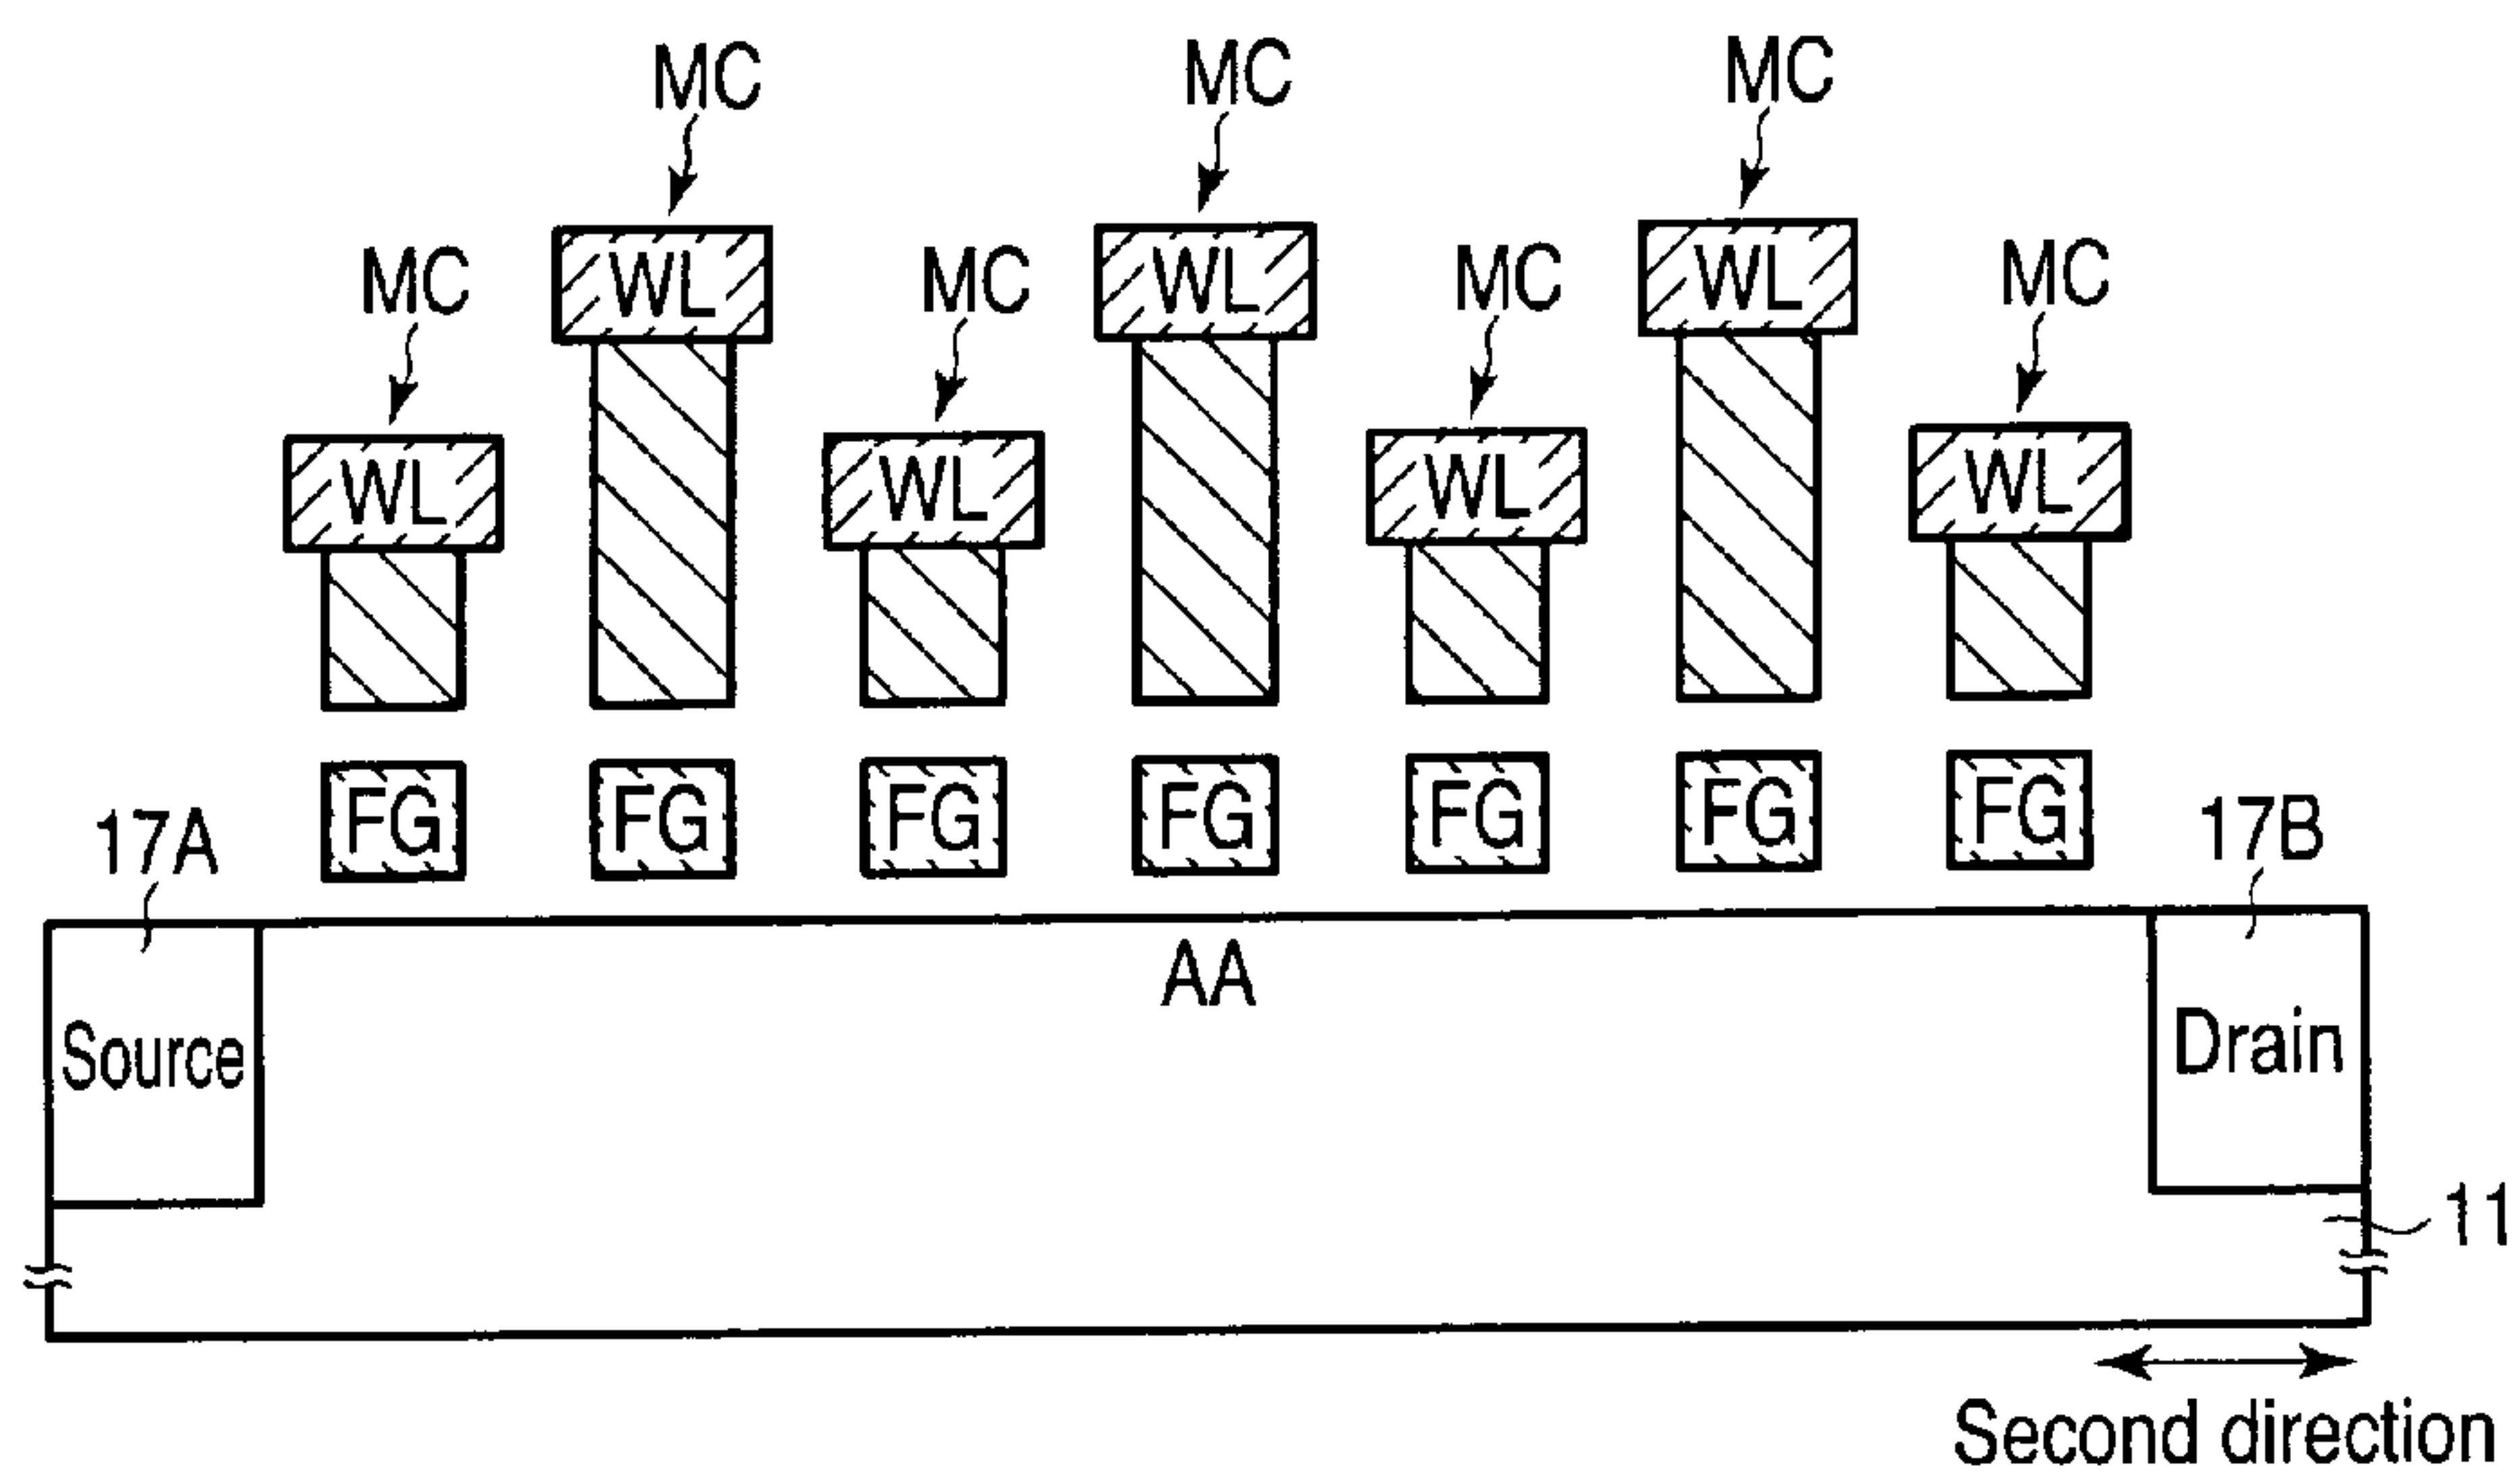 MC MC MC
MC MC MC MC
WL WL WL
WL WL WL WL
FG FG FG FG FG FG FG
17A 17B
AA
Source Drain
11
Second direction